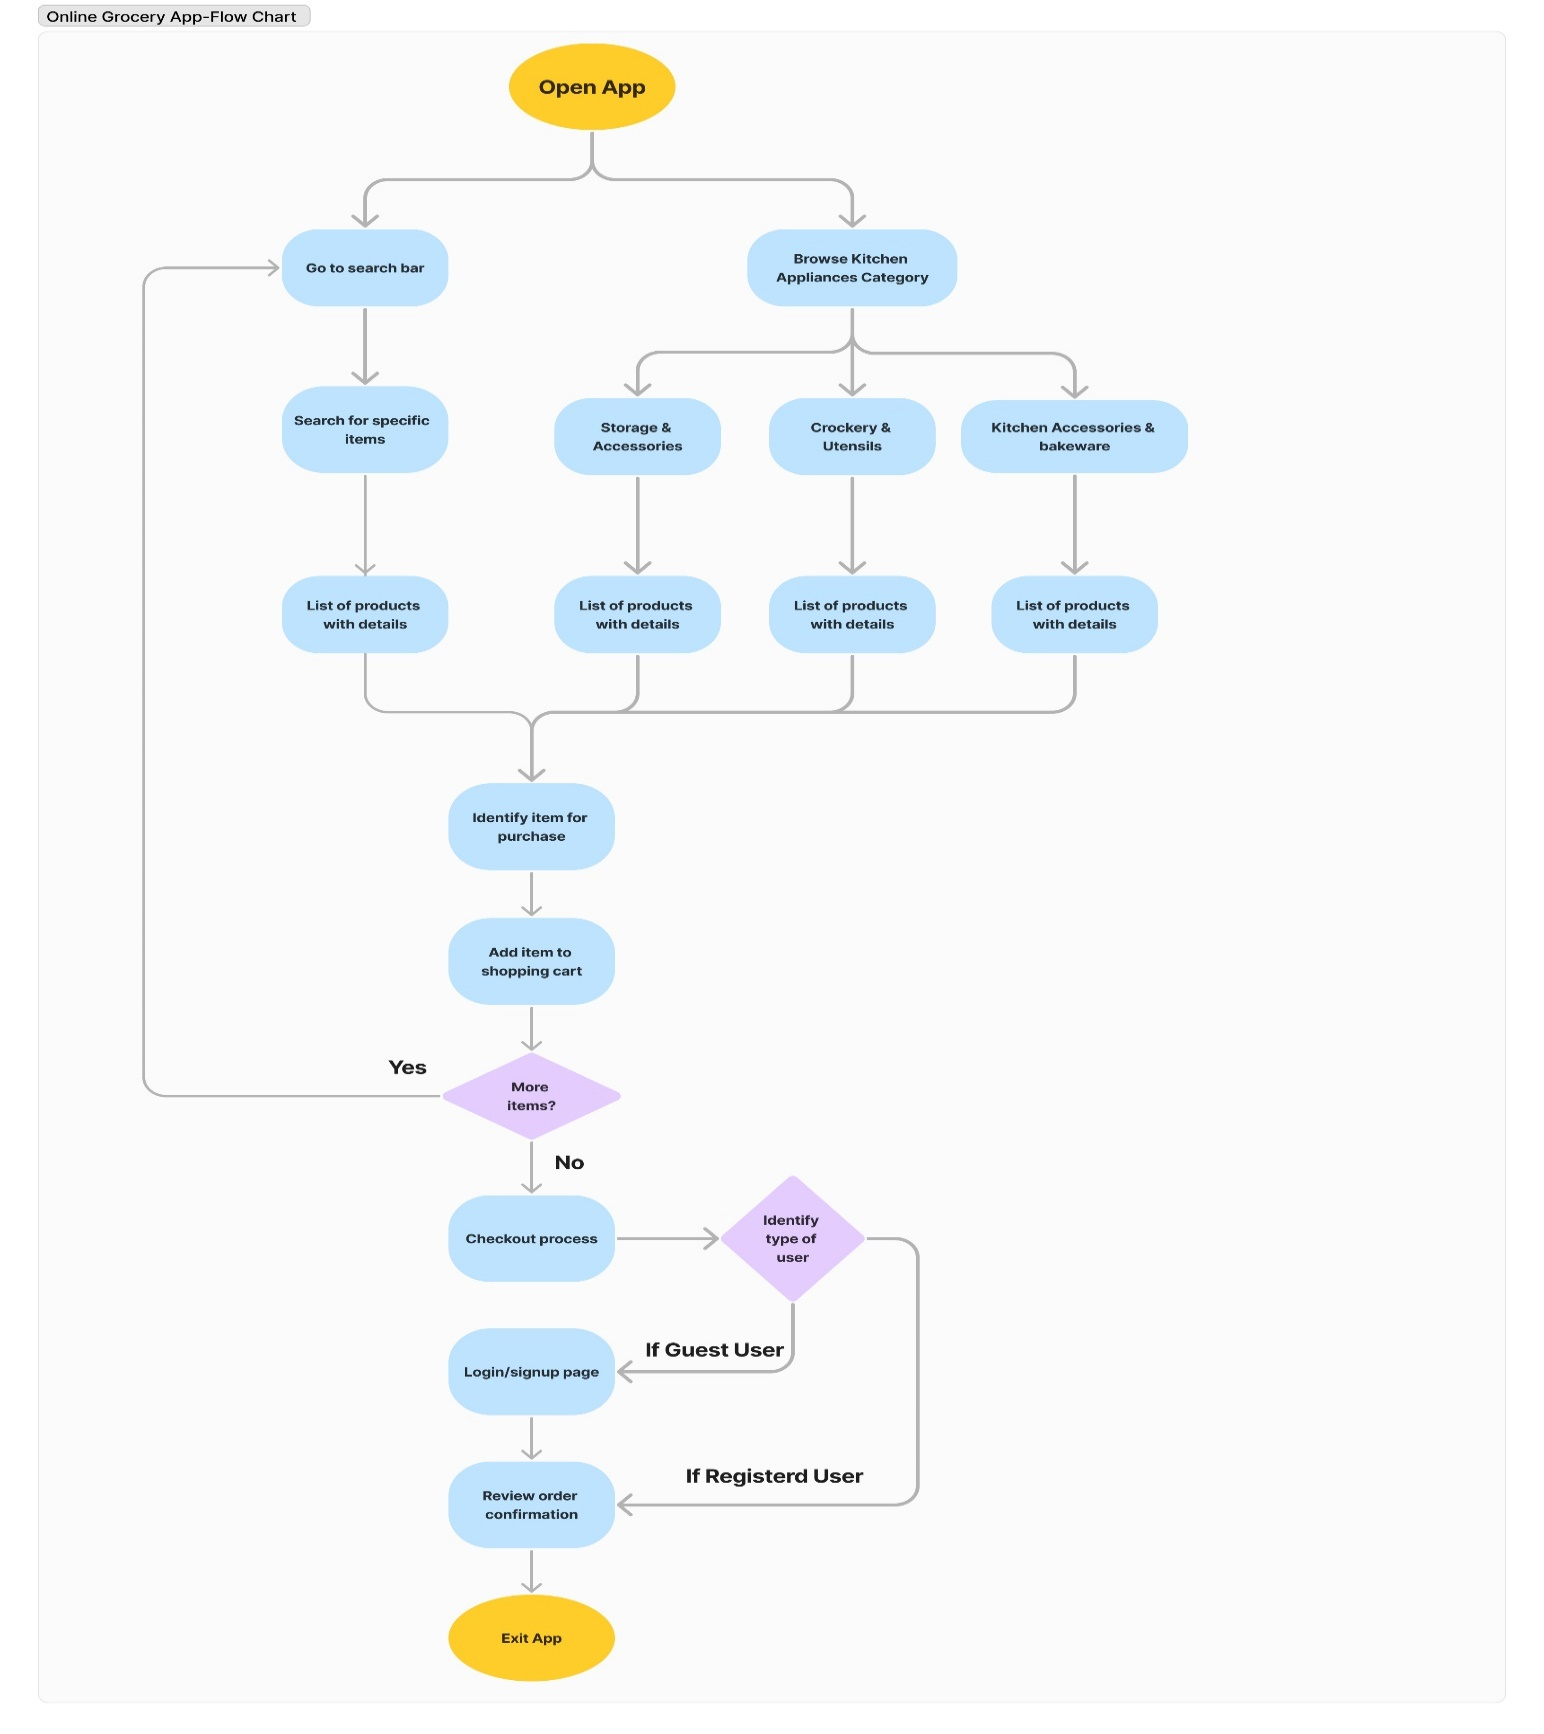 Online Grocery App-Flow Chart
Open App
Go to search bar
Browse Kitchen
Appliances Category
Search for specific
items
Storage &
Accessories
Crockery &
Utensils
Kitchen Accessories &
bakeware
List of products
with details
List of products
with details
List of products
with details
List of products
with details
Identify item for
purchase
Add item to
shopping cart
Yes
More
items?
No
Checkout process
Identify
type of
user
If Guest User
Login/signup page
If Registerd User
Review order
confirmation
Exit App